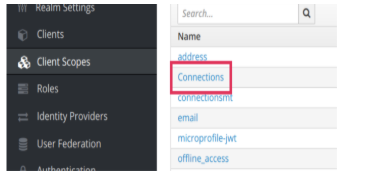 Realm Settings
Clients
Client Scopes
Roles
Identity Providers
User Federation
Authentication
Search...
Name
address
Connections
connectionsmt
email
microprofile-jwt
offline_access